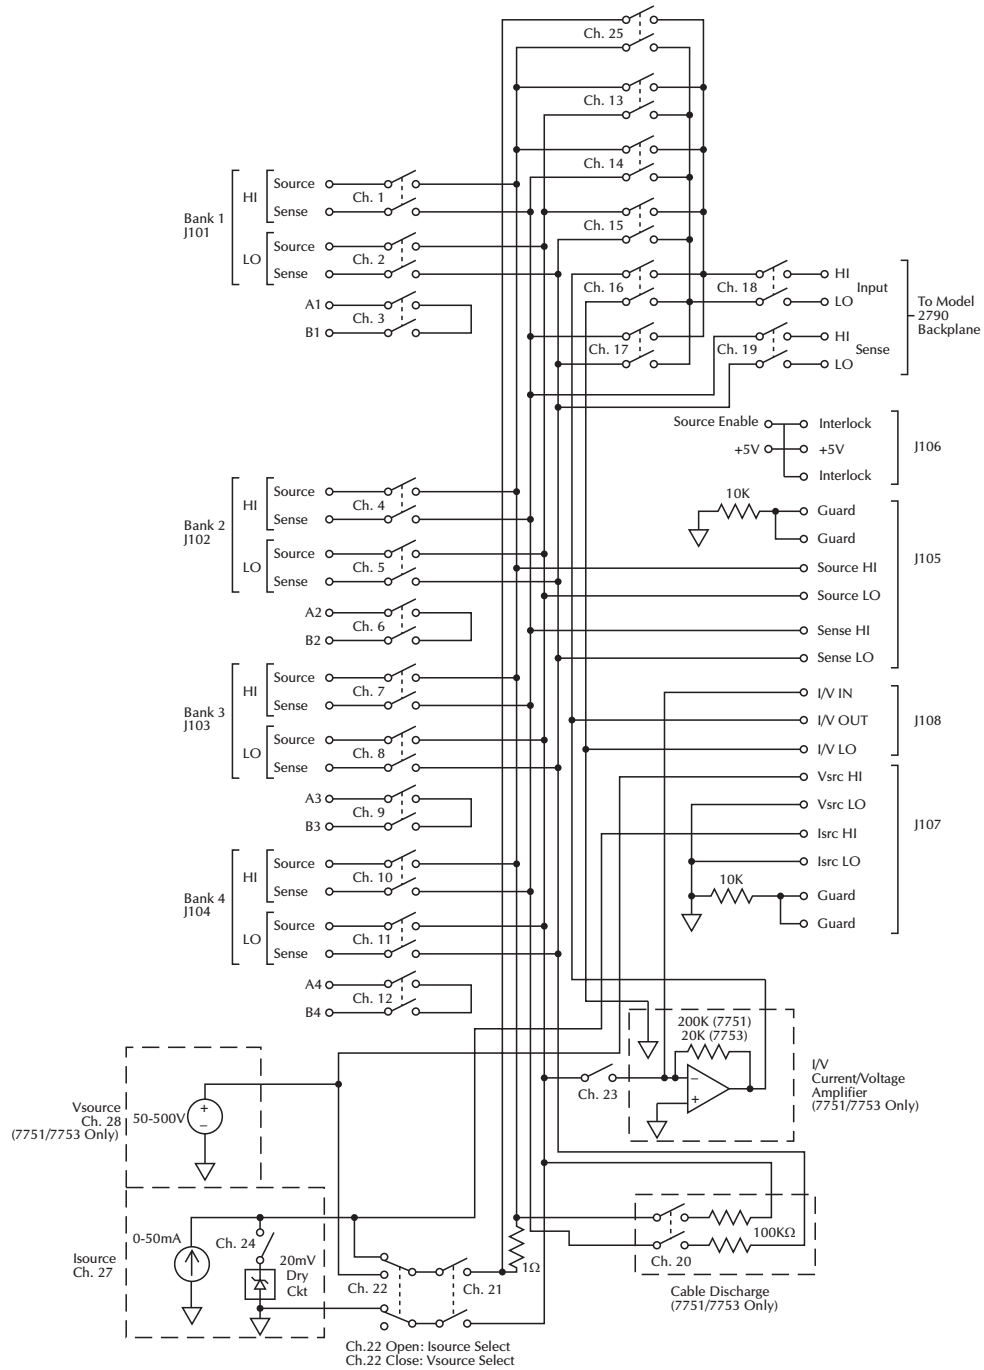 Ch. 25
Ch. 13
Ch. 14
Ch. 15
Ch. 16
Ch. 17
Ch. 18
Ch. 19
HI
Input
LO
HI
Sense
LO
To Model
2790
Backplane
Bank 1
J101
HI
Source
Sense
Ch. 1
LO
Source
Sense
Ch. 2
A1
B1
Ch. 3
Source Enable
Interlock
+5V
+5V
Interlock
J106
Bank 2
J102
HI
Source
Sense
Ch. 4
LO
Source
Sense
Ch. 5
A2
B2
Ch. 6
10K
Guard
Guard
Source HI
Source LO
Sense HI
Sense LO
J105
Bank 3
J103
HI
Source
Sense
Ch. 7
LO
Source
Sense
Ch. 8
A3
B3
Ch. 9
I/V IN
I/V OUT
I/V LO
J108
Vsrc HI
Vsrc LO
Isrc HI
Isrc LO
10K
Guard
Guard
J107
Bank 4
J104
HI
Source
Sense
Ch. 10
LO
Source
Sense
Ch. 11
A4
B4
Ch. 12
200K (7751)
20K (7753)
–
+
Ch. 23
I/V
Current/Voltage
Amplifier
(7751/7753 Only)
Vsource
Ch. 28
(7751/7753 Only)
50-500V
+
–
Isource
Ch. 27
0-50mA
Ch. 24
20mV
Dry
Ckt
Ch. 22
Ch. 21
1Ω
Ch. 20
100KΩ
Cable Discharge
(7751/7753 Only)
Ch.22 Open: Isource Select
Ch.22 Close: Vsource Select